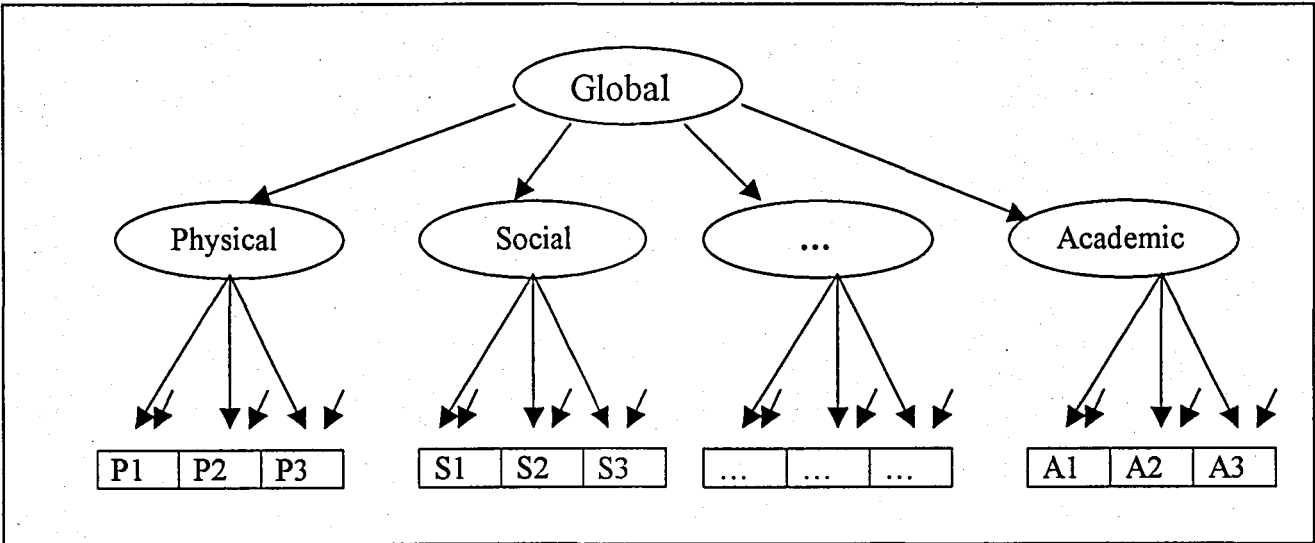 Global
Physical Social ... Academic
P1 P2 P3 S1 S2 S3 ... ... ... A1 A2 A3